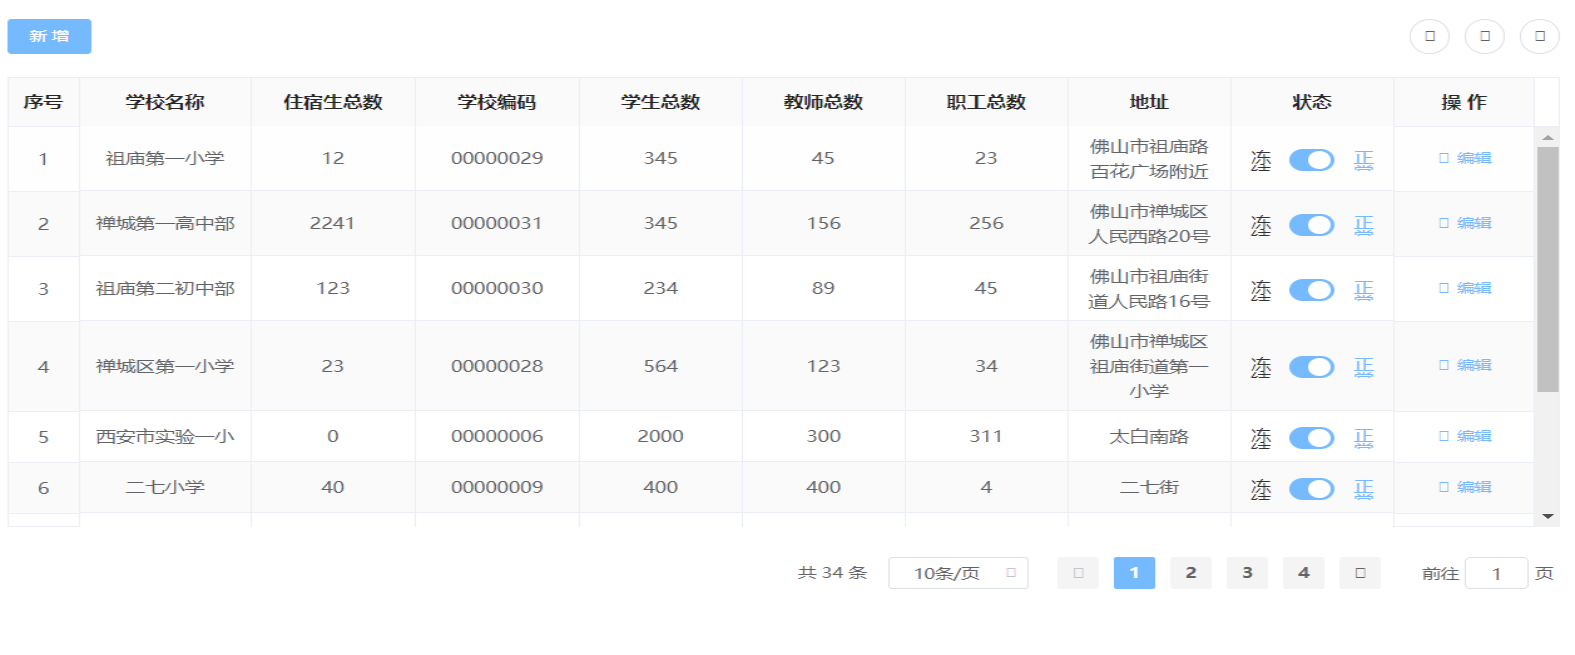 新 增
序号 学校名称 住宿生总数 学校编码 学生总数 教师总数 职工总数 地址 状态 操 作
1 祖庙第一小学 12 00000029 345 45 23 佛山市祖庙路 冻 正 编辑
百花广场附近
2 禅城第一高中部 2241 00000031 345 156 256 佛山市禅城区 冻 正 编辑
人民西路20号
3 祖庙第二初中部 123 00000030 234 89 45 佛山市祖庙街 冻 正 编辑
道人民路16号
4 禅城区第一小学 23 00000028 564 123 34 佛山市禅城区 冻 正 编辑
祖庙街道第一
小学
5 西安市实验一小 0 00000006 2000 300 311 太白南路 冻 正 编辑
6 二七小学 40 00000009 400 400 4 二七街 冻 正 编辑
共 34 条 10条/页 1 2 3 4 前往 1 页